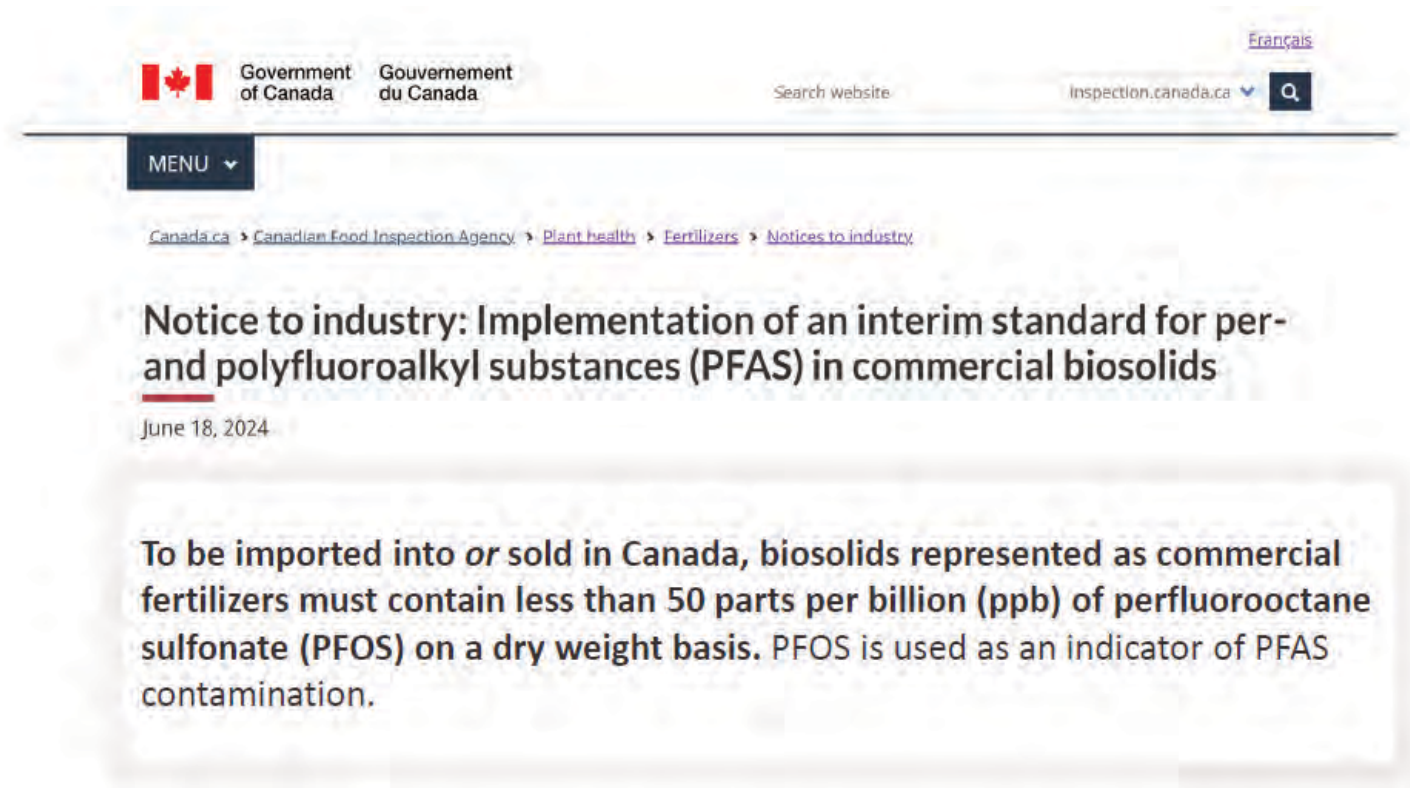 Français
Government of Canada
Gouvernement du Canada
Search website
inspection.canada.ca
MENU
Canada.ca > Canadian Food Inspection Agency > Plant health > Fertilizers > Notices to industry
Notice to industry: Implementation of an interim standard for per-
and polyfluoroalkyl substances (PFAS) in commercial biosolids
June 18, 2024
To be imported into or sold in Canada, biosolids represented as commercial
fertilizers must contain less than 50 parts per billion (ppb) of perfluorooctane
sulfonate (PFOS) on a dry weight basis. PFOS is used as an indicator of PFAS
contamination.